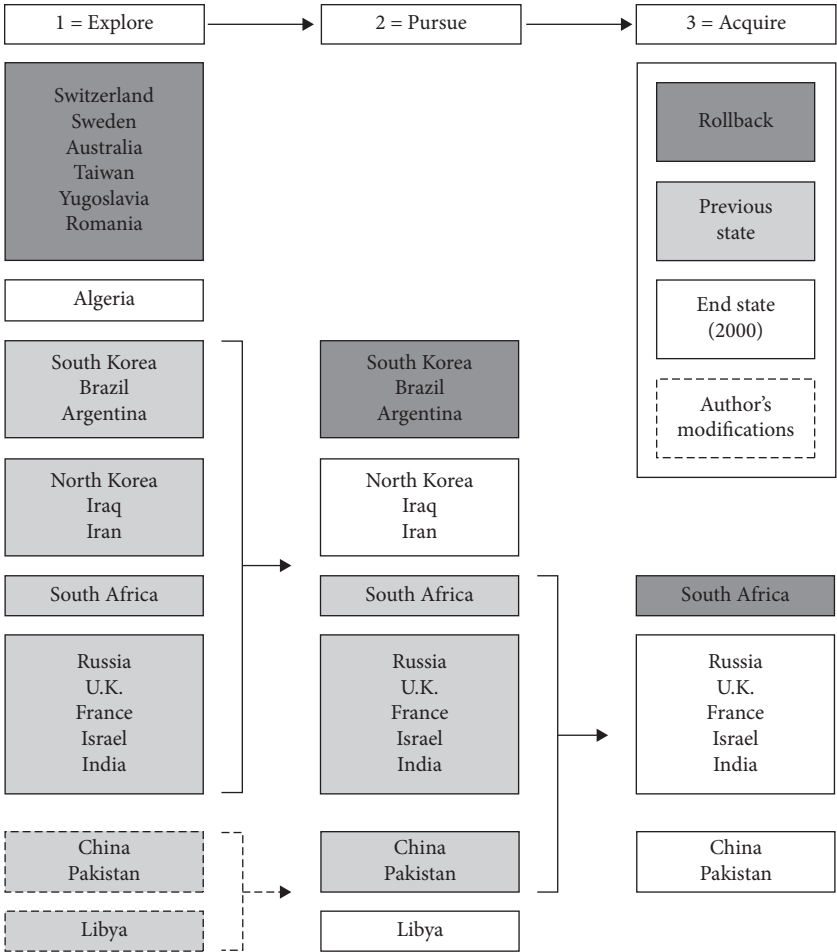 1 = Explore
2 = Pursue
3 = Acquire
Switzerland
Sweden
Australia
Taiwan
Yugoslavia
Romania
Algeria
South Korea
Brazil
Argentina
North Korea
Iraq
Iran
South Africa
Russia
U.K.
France
Israel
India
China
Pakistan
Libya
South Korea
Brazil
Argentina
North Korea
Iraq
Iran
South Africa
Russia
U.K.
France
Israel
India
China
Pakistan
Libya
Rollback
Previous
state
End state
(2000)
Author’s
modifications
South Africa
Russia
U.K.
France
Israel
India
China
Pakistan